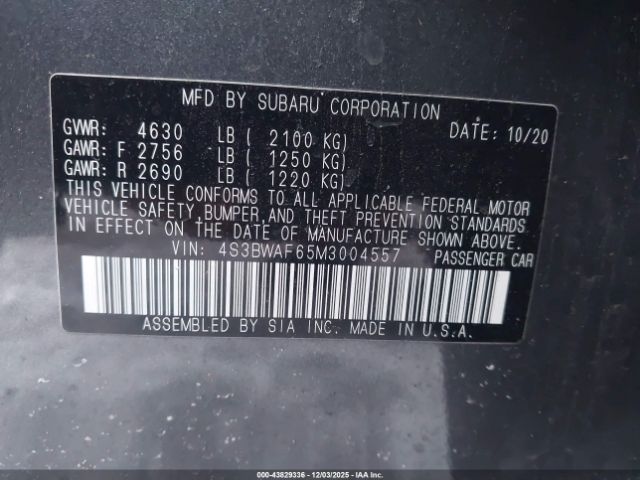 MFD BY SUBARU CORPORATION
GVWR: 4630 LB ( 2100 KG) DATE: 10/20
GAWR: F 2756 LB ( 1250 KG)
GAWR: R 2690 LB ( 1220 KG)
THIS VEHICLE CONFORMS TO ALL APPLICABLE FEDERAL MOTOR
VEHICLE SAFETY, BUMPER, AND THEFT PREVENTION STANDARDS
IN EFFECT ON THE DATE OF MANUFACTURE SHOWN ABOVE.
VIN: 4S3BWAF65M3004557 PASSENGER CAR
ASSEMBLED BY SIA INC. MADE IN U.S.A.
000-43829336 - 12/03/2025 - IAAI.COM